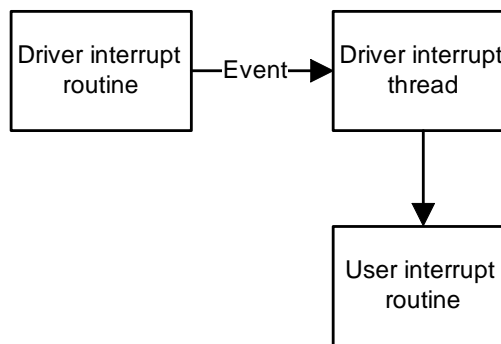 Driver interrupt
routine
Event
Driver interrupt
thread
User interrupt
routine